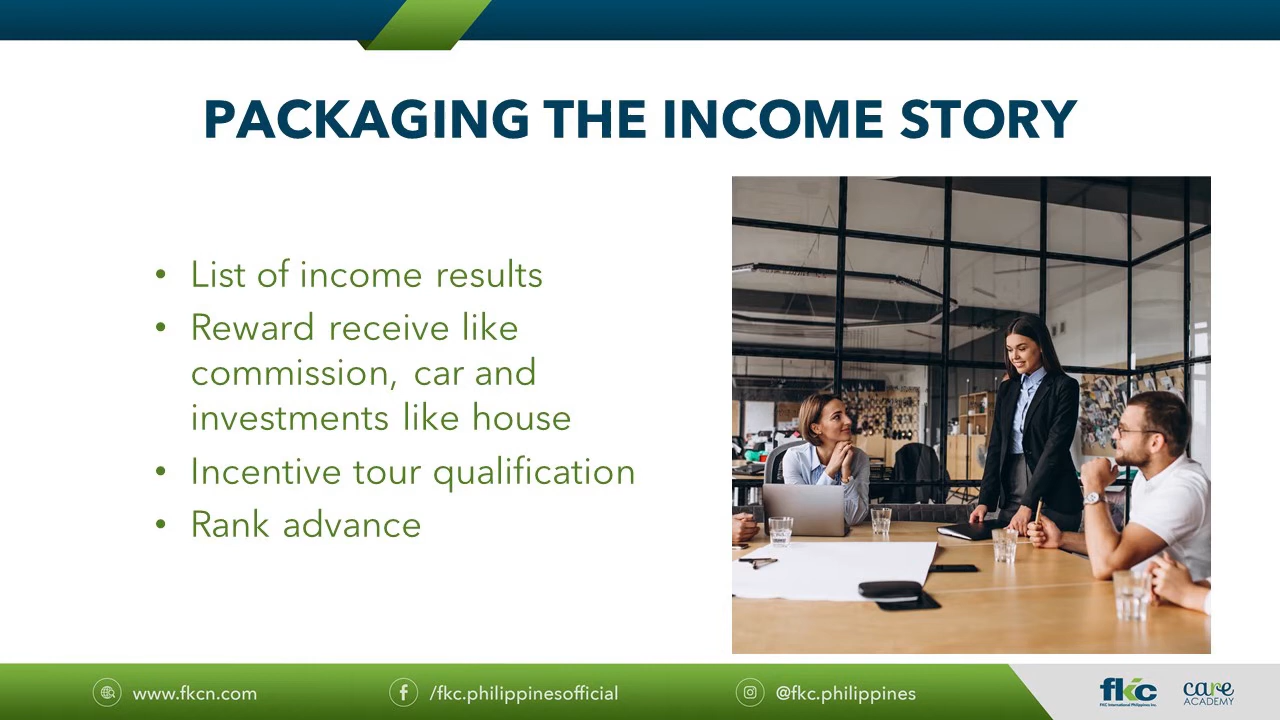 PACKAGING THE INCOME STORY
• List of income results
• Reward receive like
commission, car and
investments like house
• Incentive tour qualification
• Rank advance
www.fkcn.com
/fkc.philippinesofficial
@fkc.philippines
fkc
FKC International Philippines Inc.
care
ACADEMY